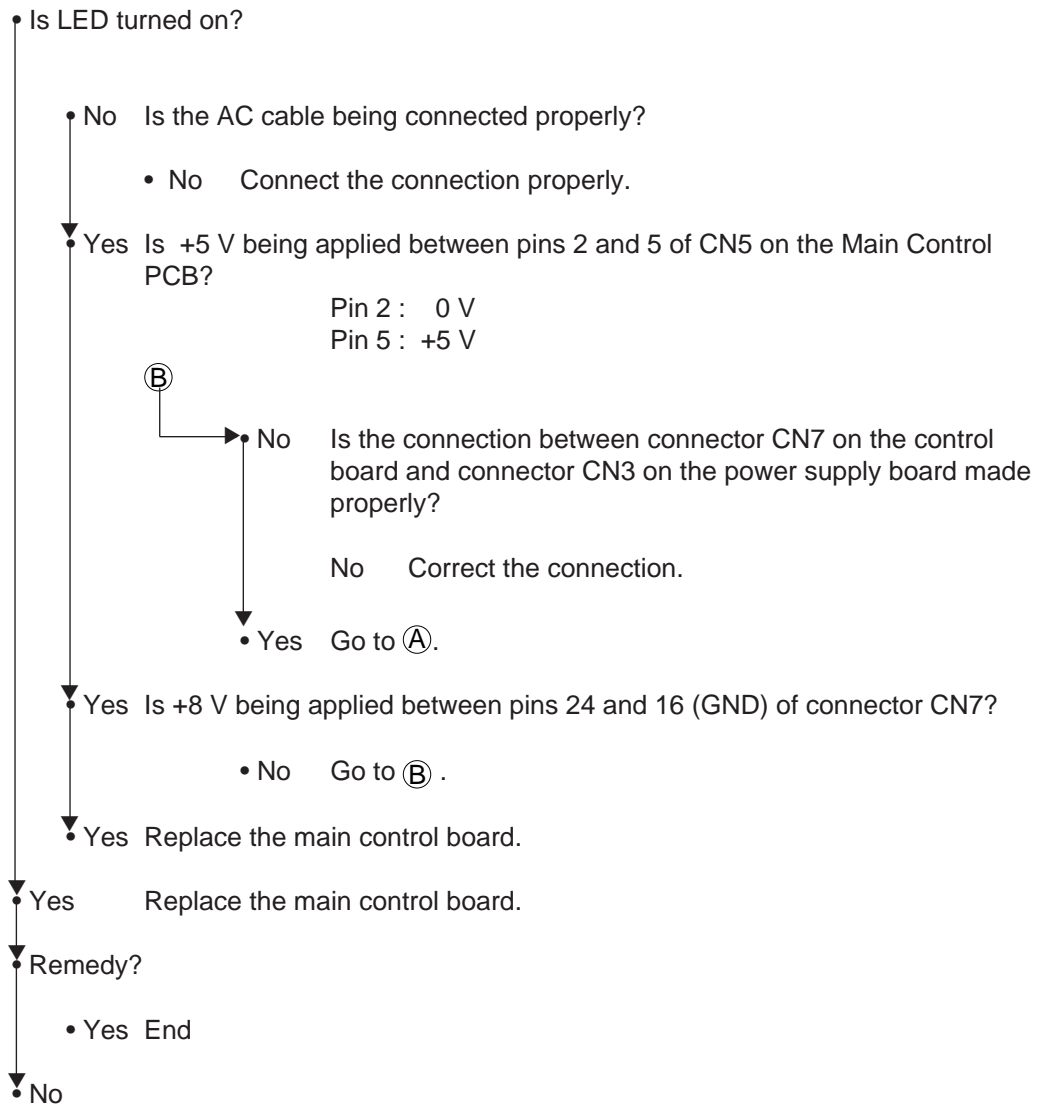 • Is LED turned on?
• No Is the AC cable being connected properly?
• No Connect the connection properly.
• Yes Is +5 V being applied between pins 2 and 5 of CN5 on the Main Control
PCB?
Pin 2 : 0 V
Pin 5 : +5 V
Ⓑ
• No Is the connection between connector CN7 on the control
board and connector CN3 on the power supply board made
properly?
No Correct the connection.
• Yes Go to Ⓐ.
• Yes Is +8 V being applied between pins 24 and 16 (GND) of connector CN7?
• No Go to Ⓑ .
• Yes Replace the main control board.
• Yes Replace the main control board.
• Remedy?
• Yes End
• No